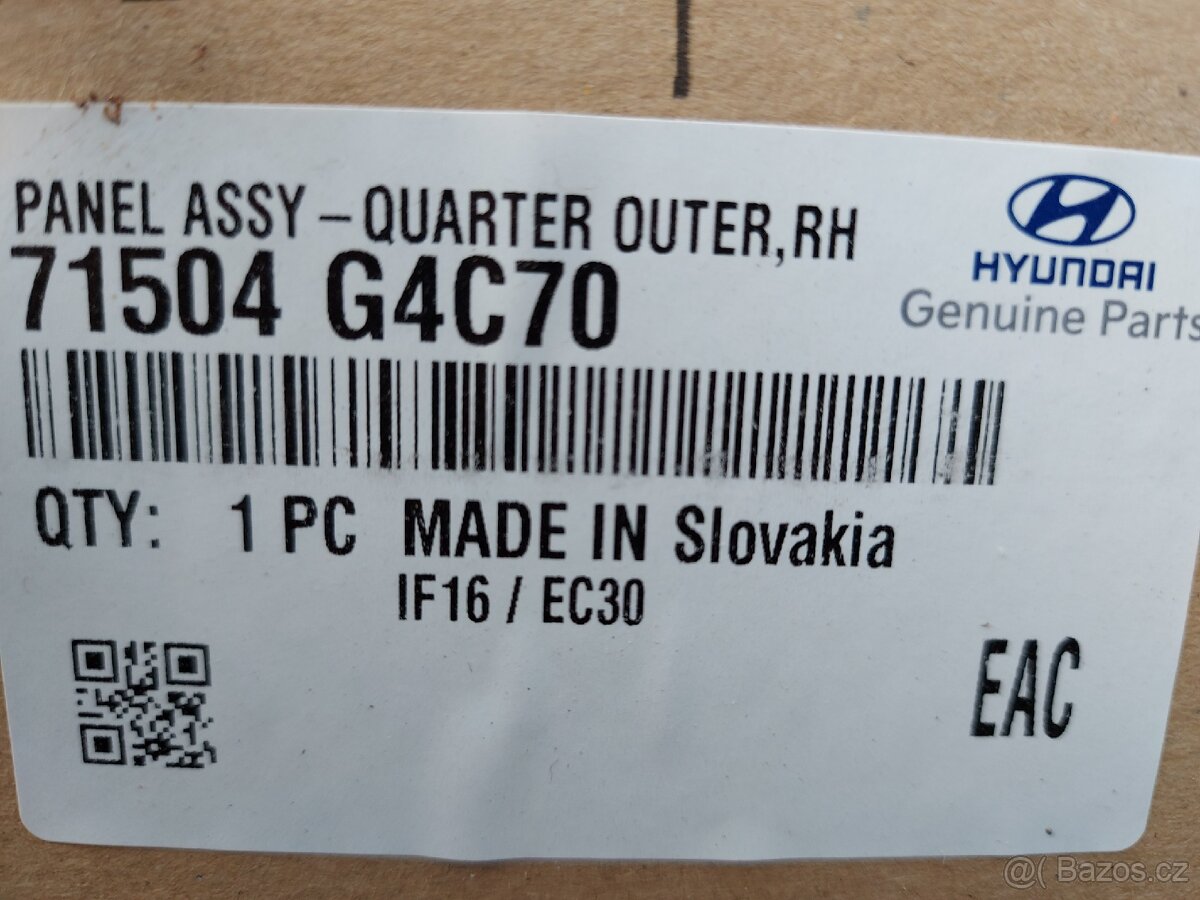 PANEL ASSY-QUARTER OUTER,RH
71504 G4C70
HYUNDAI
Genuine Parts
QTY: 1 PC MADE IN Slovakia
IF16 / EC30
EAC
@( Bazos.cz